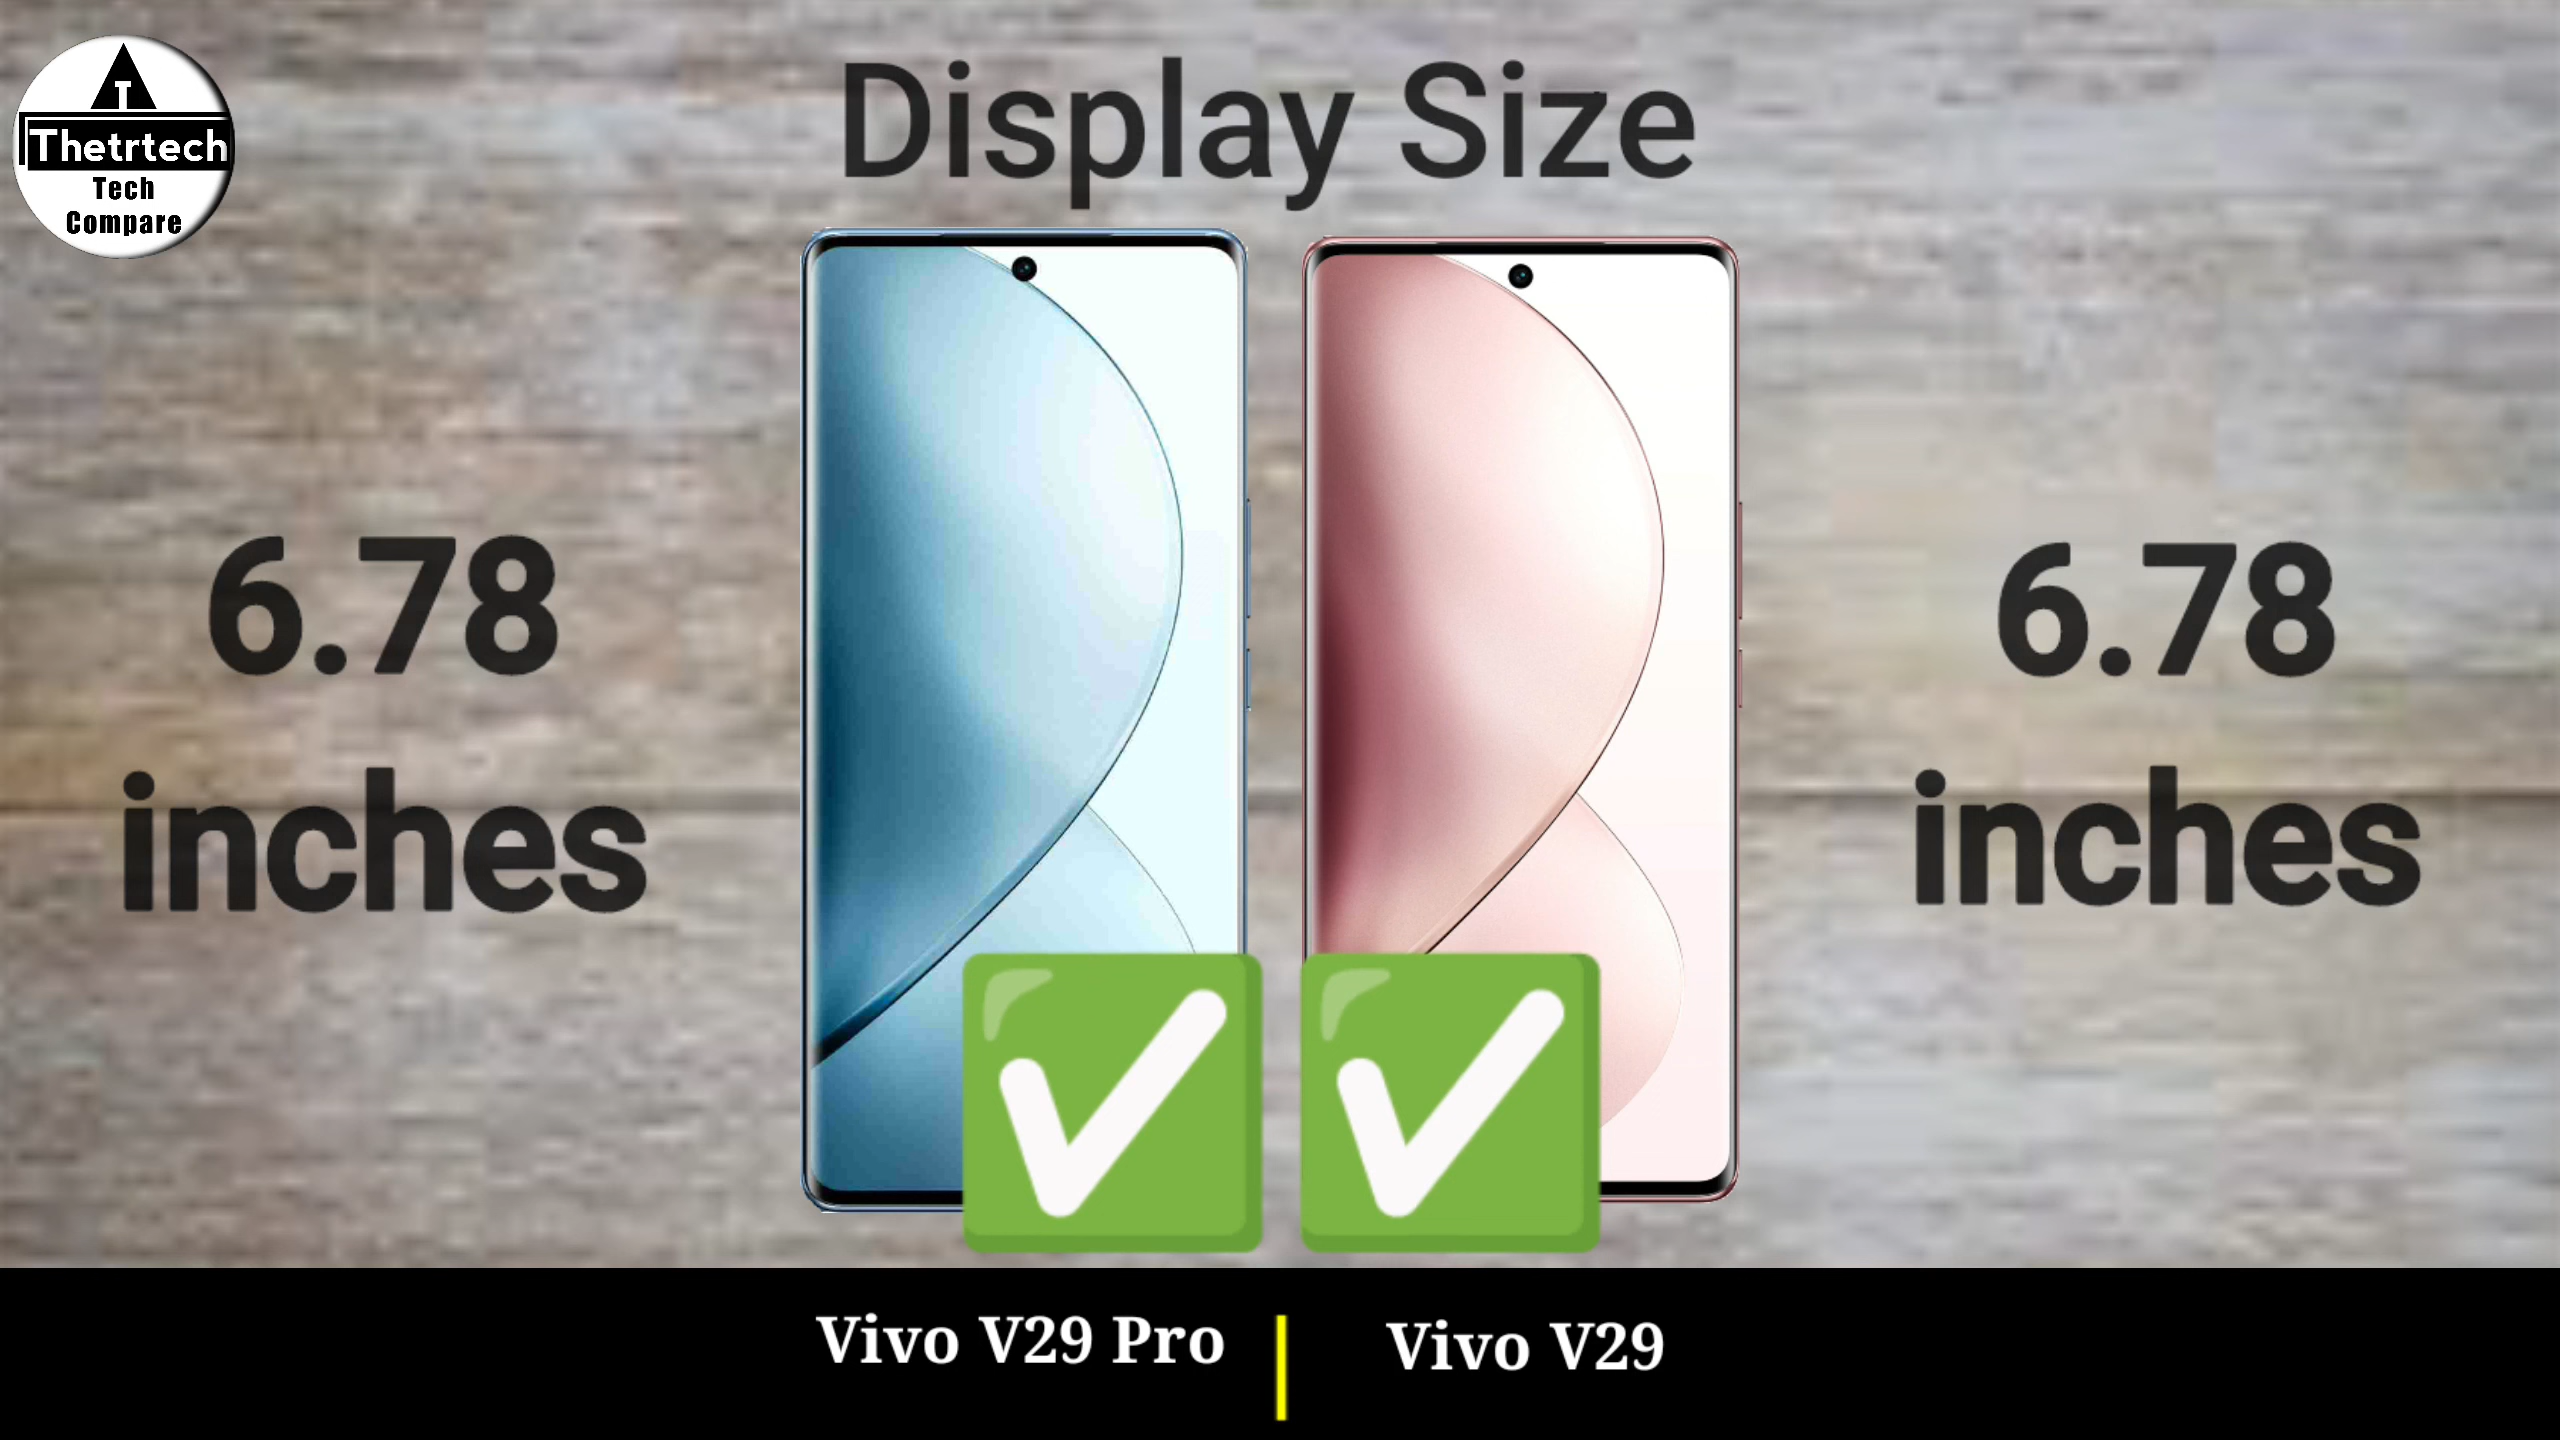 T
Thetrtech
Tech
Compare
Display Size
6.78
inches
6.78
inches
Vivo V29 Pro
Vivo V29